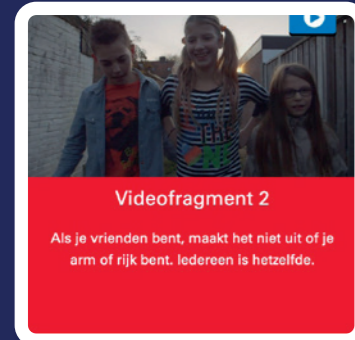 Videofragment 2
Als je vrienden bent, maakt het niet uit of je
arm of rijk bent. Iedereen is hetzelfde.